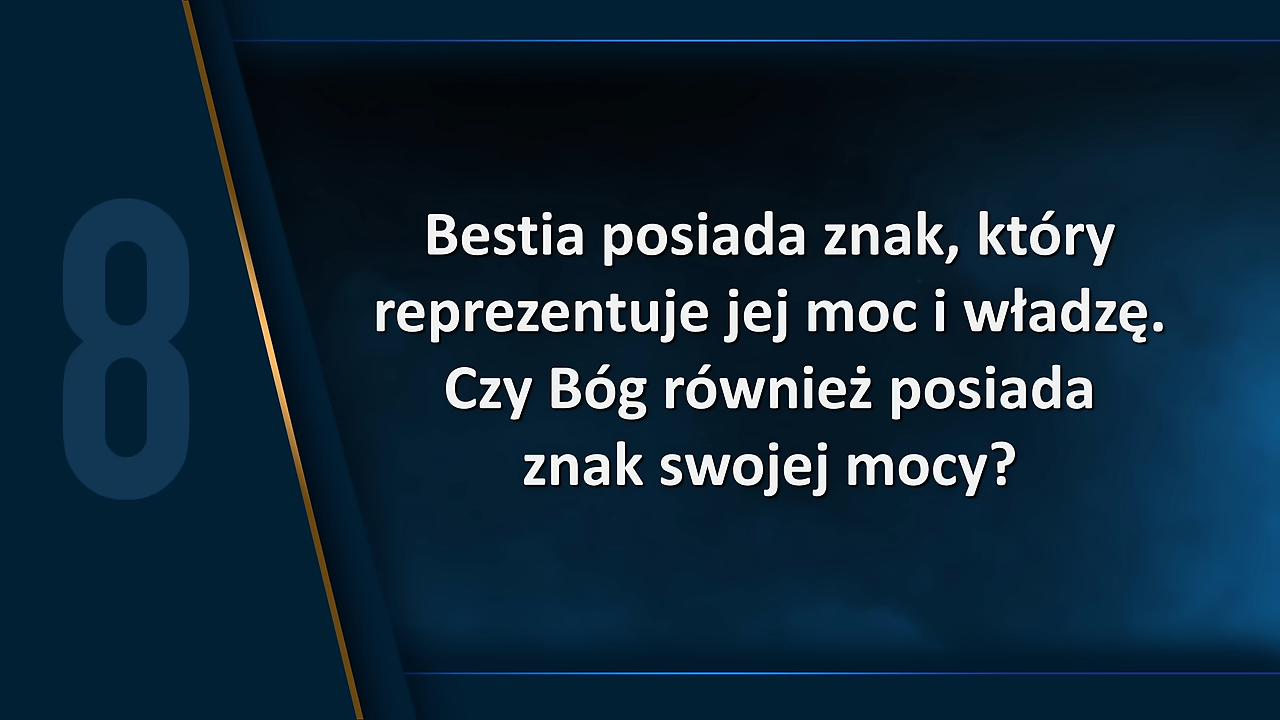 8
Bestia posiada znak, który
reprezentuje jej moc i władzę.
Czy Bóg również posiada
znak swojej mocy?